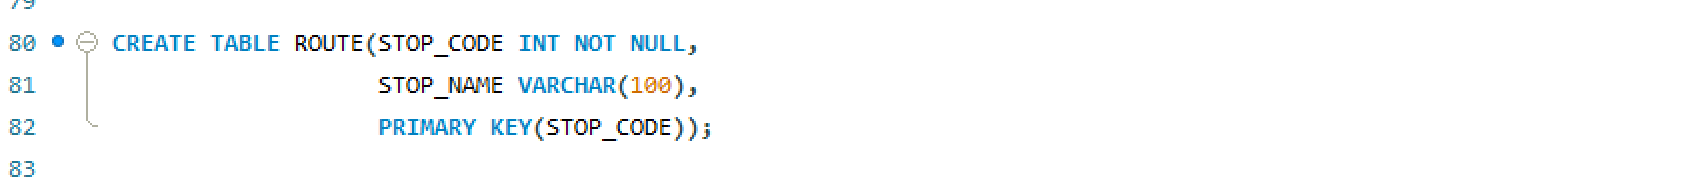 79
80 CREATE TABLE ROUTE(STOP_CODE INT NOT NULL,
81 STOP_NAME VARCHAR(100),
82 PRIMARY KEY(STOP_CODE));
83